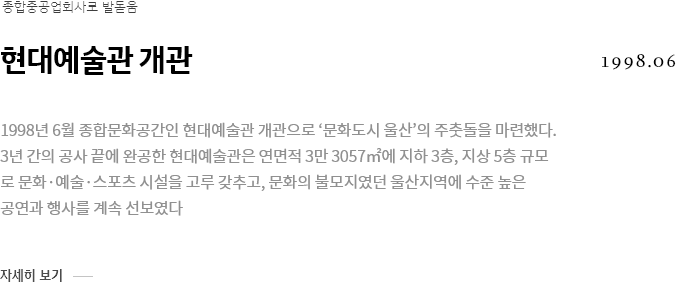 종합중공업회사로 발돋움
현대예술관 개관
1998.06
1998년 6월 종합문화공간인 현대예술관 개관으로 ‘문화도시 울산’의 주춧돌을 마련했다.
3년 간의 공사 끝에 완공한 현대예술관은 연면적 3만 3057㎡에 지하 3층, 지상 5층 규모
로 문화·예술·스포츠 시설을 고루 갖추고, 문화의 불모지였던 울산지역에 수준 높은
공연과 행사를 계속 선보였다
자세히 보기